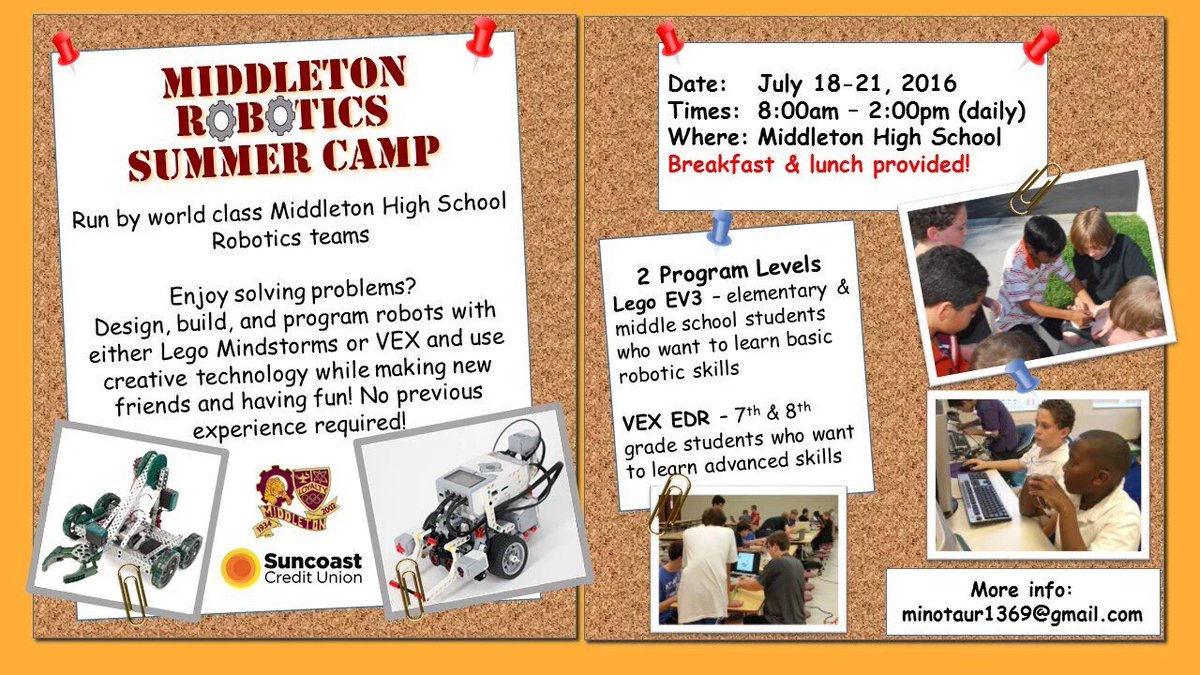 MIDDLETON
ROBOTICS
SUMMER CAMP
Run by world class Middleton High School
Robotics teams
Enjoy solving problems?
Design, build, and program robots with
either Lego Mindstorms or VEX and use
creative technology while making new
friends and having fun! No previous
experience required!
LOYALTY
1934 MIDDLETON 2002
Suncoast
Credit Union
Date: July 18-21, 2016
Times: 8:00am – 2:00pm (daily)
Where: Middleton High School
Breakfast & lunch provided!
2 Program Levels
Lego EV3 – elementary &
middle school students
who want to learn basic
robotic skills
VEX EDR – 7th & 8th
grade students who want
to learn advanced skills
More info:
minotaur1369@gmail.com